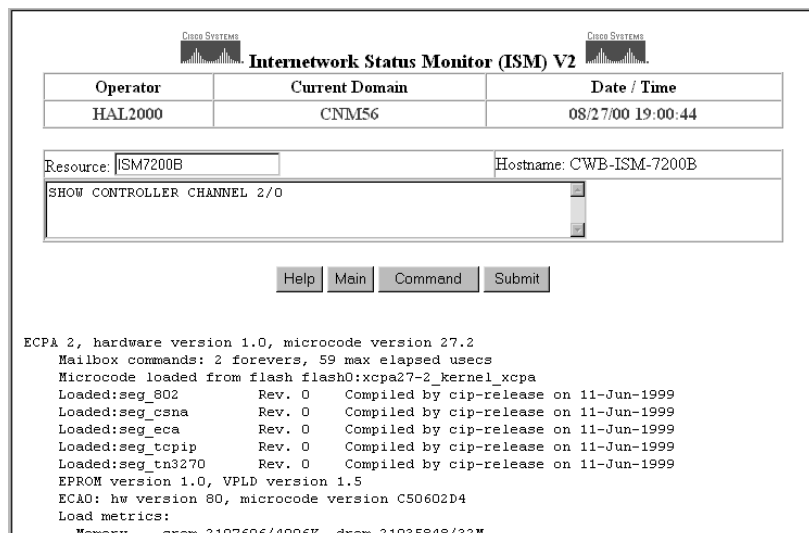 CISCO SYSTEMS CISCO SYSTEMS
Internetwork Status Monitor (ISM) V2
Operator Current Domain Date / Time
HAL2000 CNM56 08/27/00 19:00:44
Resource: ISM7200B Hostname: CWB-ISM-7200B
SHOW CONTROLLER CHANNEL 2/0
Help Main Command Submit
ECPA 2, hardware version 1.0, microcode version 27.2
Mailbox commands: 2 forevers, 59 max elapsed usecs
Microcode loaded from flash flash0:xcpa27-2_kernel_xcpa
Loaded:seg_802 Rev. 0 Compiled by cip-release on 11-Jun-1999
Loaded:seg_csna Rev. 0 Compiled by cip-release on 11-Jun-1999
Loaded:seg_eca Rev. 0 Compiled by cip-release on 11-Jun-1999
Loaded:seg_tcpip Rev. 0 Compiled by cip-release on 11-Jun-1999
Loaded:seg_tn3270 Rev. 0 Compiled by cip-release on 11-Jun-1999
EPROM version 1.0, VPLD version 1.5
ECA0: hw version 80, microcode version C50602D4
Load metrics:
Memory